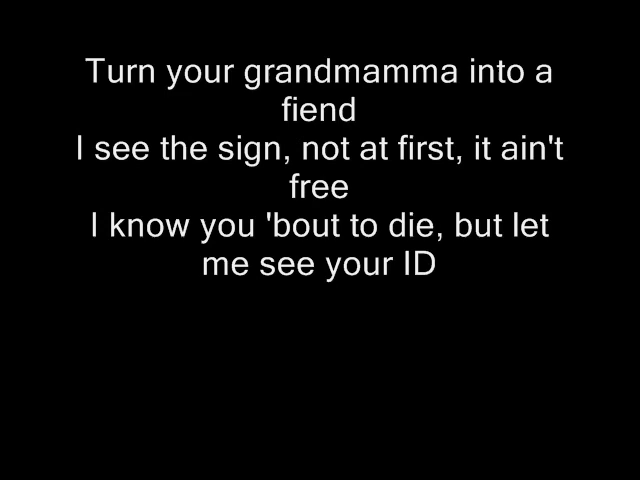 Turn your grandmamma into a
fiend
I see the sign, not at first, it ain't
free
I know you 'bout to die, but let
me see your ID